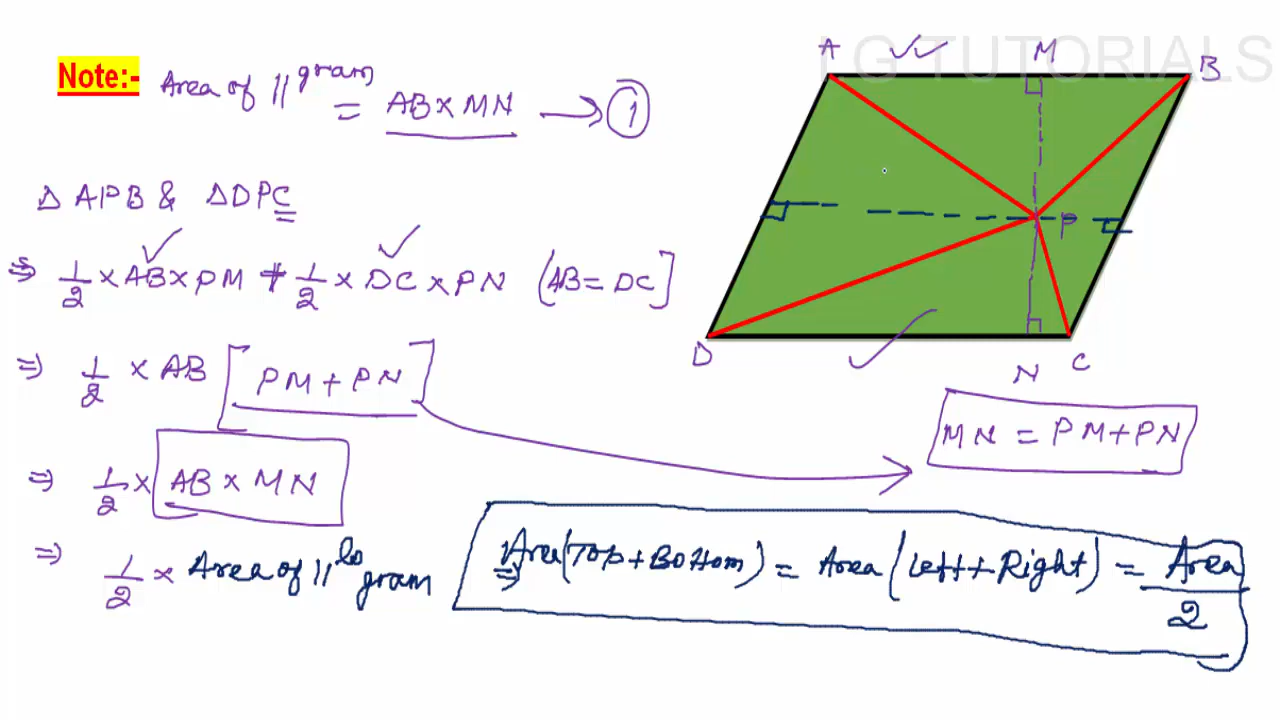 LG TUTORIALS
Note:- Area of || gram = AB × MN → ①
Δ APB & ΔDPC
⇒ 1/2 × AB × PM + 1/2 × DC × PN (AB = DC]
⇒ 1/2 × AB [PM + PN]
MN = PM + PN
⇒ 1/2 × AB × MN
⇒ 1/2 × Area of || gram
⇒ Area (Top + Bottom) = Area (Left + Right) = Area/2
A M B
P
D N C